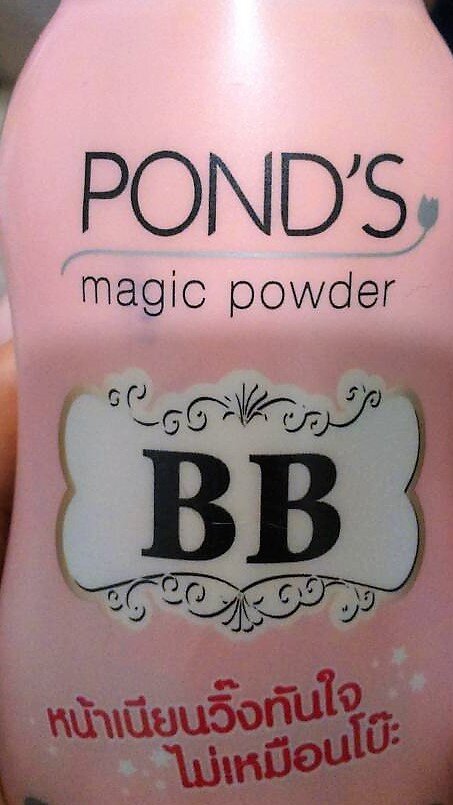 POND'S
magic powder
BB
หน้าเนียนวิ๊งทันใจ
ไม่เหมือนโบ๊ะ